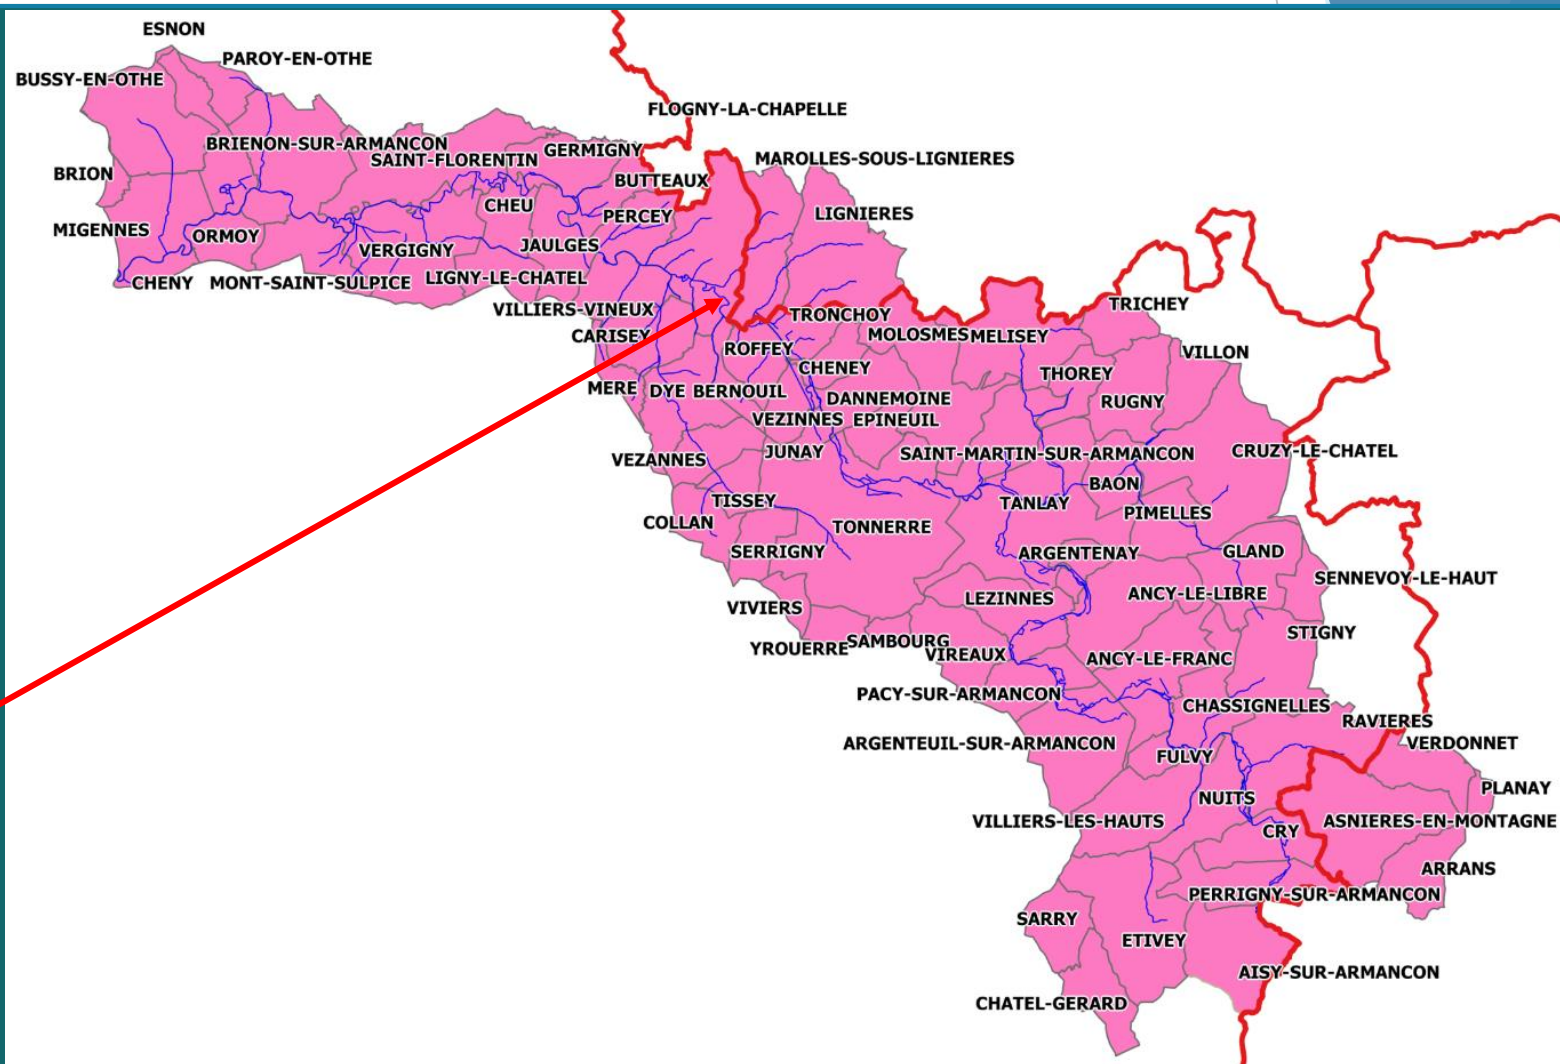 ESNON
PAROY-EN-OTHE
BUSSY-EN-OTHE
FLOGNY-LA-CHAPELLE
BRIENON-SUR-ARMANCON
GERMIGNY
SAINT-FLORENTIN
MAROLLES-SOUS-LIGNIERES
BRION
BUTTEAUX
CHEU
PERCEY
LIGNIERES
MIGENNES
ORMOY
VERGIGNY
JAULGES
CHENY
MONT-SAINT-SULPICE
LIGNY-LE-CHATEL
VILLIERS-VINEUX
TRONCHOY
TRICHEY
CARISEY
ROFFEY
MOLOSMES
MELISEY
VILLON
CHENEY
THOREY
MERE
DYE
BERNOUIL
DANNEMOINE
RUGNY
VEZINNES
EPINEUIL
JUNAY
SAINT-MARTIN-SUR-ARMANCON
CRUZY-LE-CHATEL
VEZANNES
BAON
TISSEY
TANLAY
PIMELLES
COLLAN
TONNERRE
SERRIGNY
ARGENTENAY
GLAND
SENNEVOY-LE-HAUT
VIVIERS
LEZINNES
ANCY-LE-LIBRE
STIGNY
YROUERRE
SAMBOURG
VIREAUX
ANCY-LE-FRANC
PACY-SUR-ARMANCON
CHASSIGNELLES
RAVIERES
ARGENTEUIL-SUR-ARMANCON
VERDONNET
FULVY
PLANAY
NUITS
VILLIERS-LES-HAUTS
CRY
ASNIERES-EN-MONTAGNE
ARRANS
PERRIGNY-SUR-ARMANCON
SARRY
ETIVEY
AISY-SUR-ARMANCON
CHATEL-GERARD